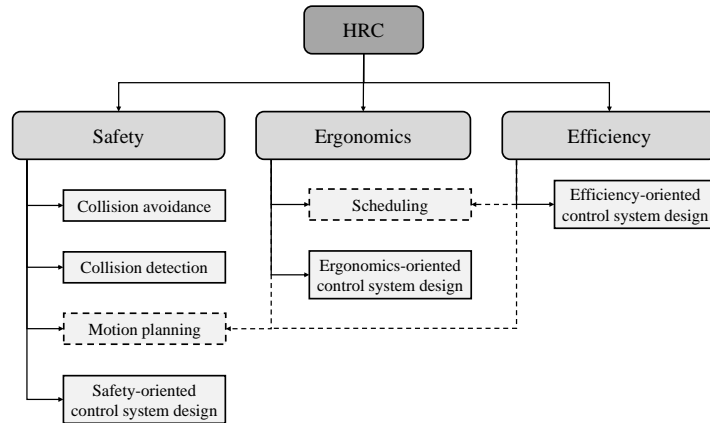 HRC
Safety
Ergonomics
Efficiency
Collision avoidance
Scheduling
Efficiency-oriented
control system design
Collision detection
Ergonomics-oriented
control system design
Motion planning
Safety-oriented
control system design